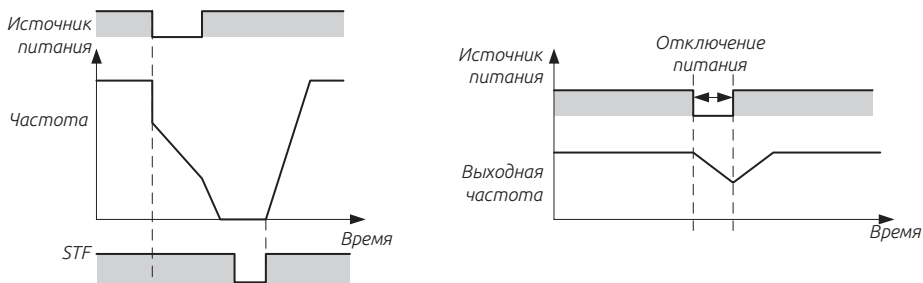 Источник
питания
Частота
Время
STF
Отключение
питания
Источник
питания
Выходная
частота
Время